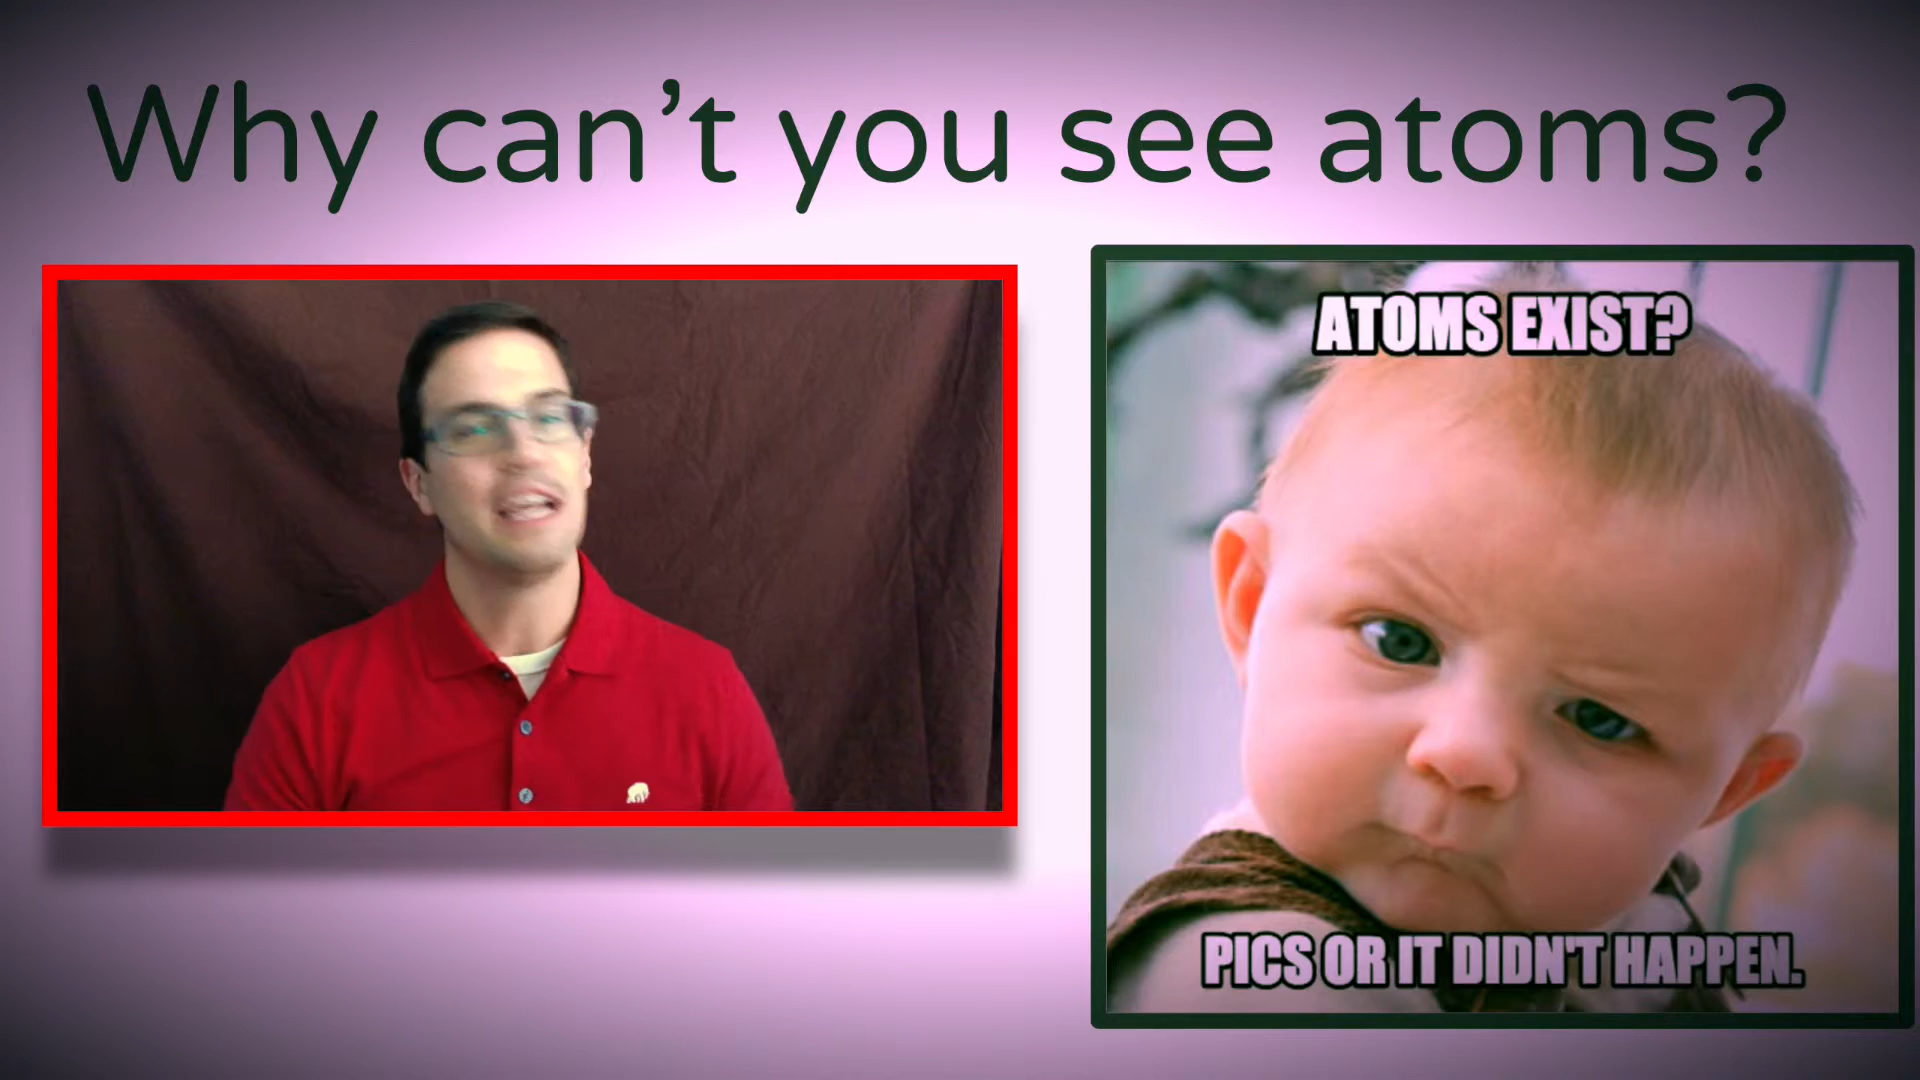 Why can’t you see atoms?
ATOMS EXIST?
PICS OR IT DIDN'T HAPPEN.